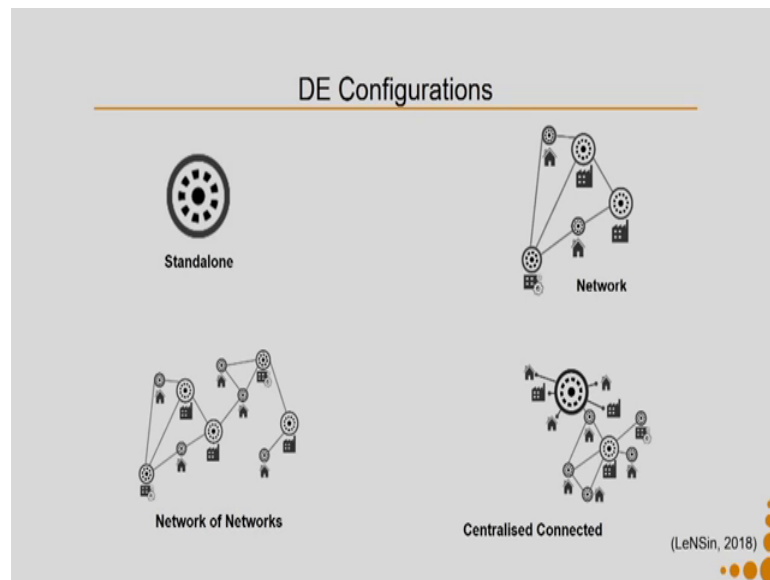 DE Configurations
Standalone
Network
Network of Networks
Centralised Connected
(LeNSin, 2018)